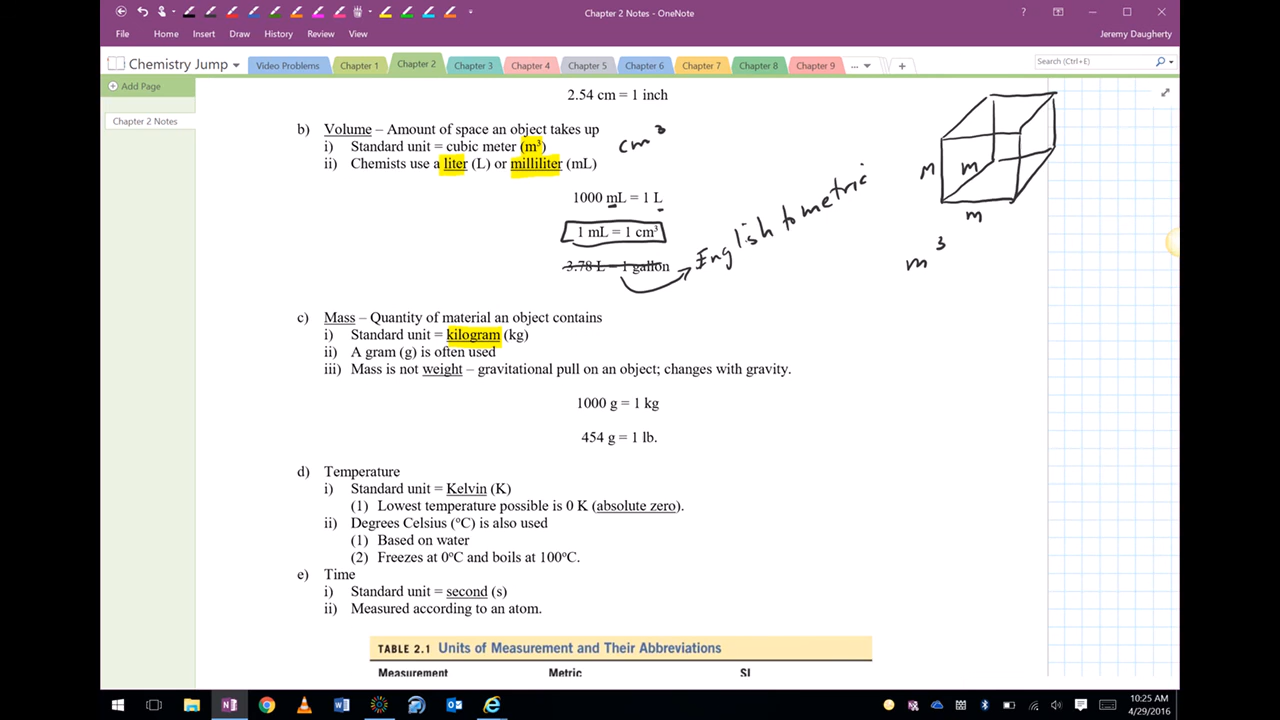 Chapter 2 Notes - OneNote
Jeremy Daugherty
File Home Insert Draw History Review View
Chemistry Jump Video Problems Chapter 1 Chapter 2 Chapter 3 Chapter 4 Chapter 5 Chapter 6 Chapter 7 Chapter 8 Chapter 9 ... +
Search (Ctrl+E)
Add Page
Chapter 2 Notes
2.54 cm = 1 inch
b) Volume – Amount of space an object takes up
i) Standard unit = cubic meter (m³)
cm³
ii) Chemists use a liter (L) or milliliter (mL)
M m
m
m³
1000 mL = 1 L
1 mL = 1 cm³
3.78 L = 1 gallon
English to metric
c) Mass – Quantity of material an object contains
i) Standard unit = kilogram (kg)
ii) A gram (g) is often used
iii) Mass is not weight – gravitational pull on an object; changes with gravity.
1000 g = 1 kg
454 g = 1 lb.
d) Temperature
i) Standard unit = Kelvin (K)
(1) Lowest temperature possible is 0 K (absolute zero).
ii) Degrees Celsius (°C) is also used
(1) Based on water
(2) Freezes at 0°C and boils at 100°C.
e) Time
i) Standard unit = second (s)
ii) Measured according to an atom.
TABLE 2.1 Units of Measurement and Their Abbreviations
Measurement Metric SI
10:25 AM
4/29/2016